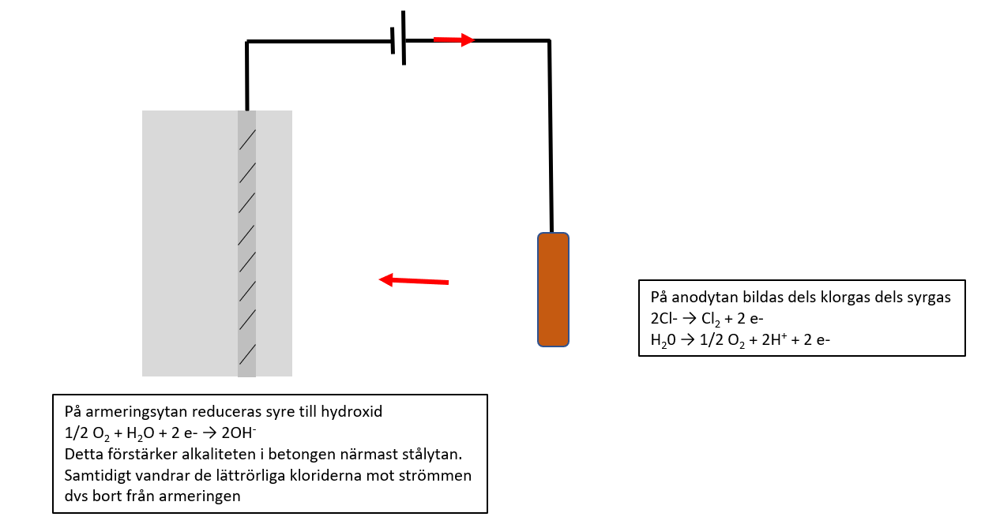 På anodytan bildas dels klorgas dels syrgas
2Cl- → Cl₂ + 2 e-
H₂0 → 1/2 O₂ + 2H⁺ + 2 e-
På armeringsytan reduceras syre till hydroxid
1/2 O₂ + H₂O + 2 e- → 2OH⁻
Detta förstärker alkaliteten i betongen närmast stålytan.
Samtidigt vandrar de lättrörliga kloriderna mot strömmen
dvs bort från armeringen